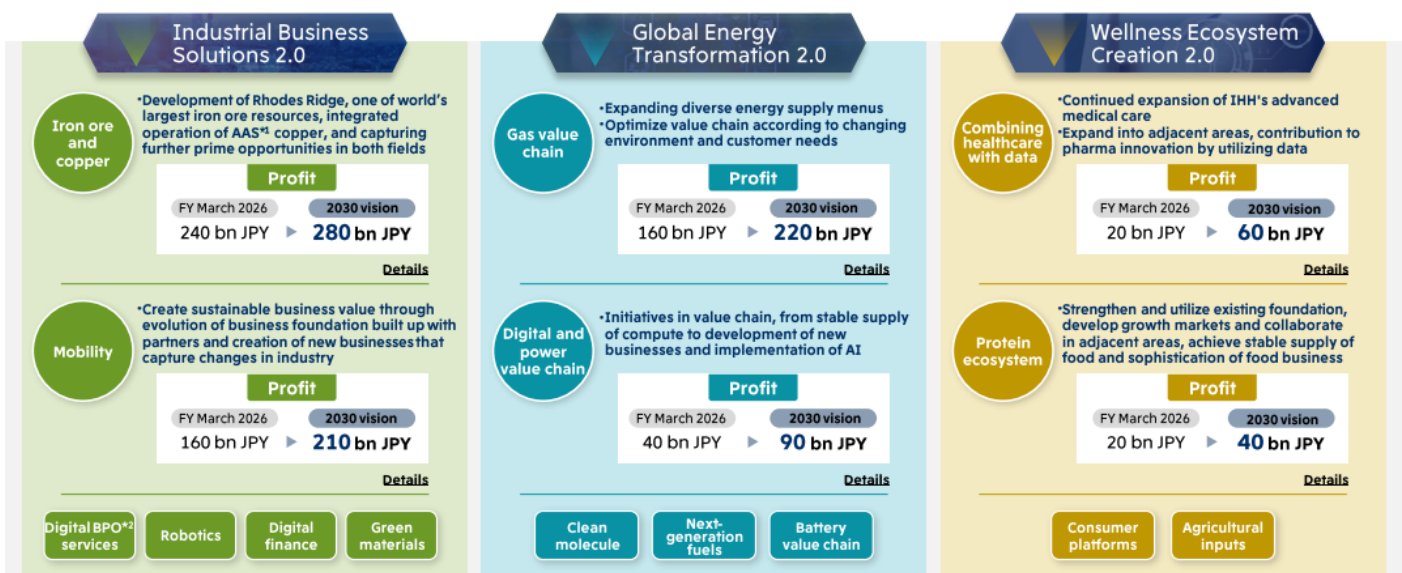 Industrial Business
Solutions 2.0
Iron ore
and
copper
•Development of Rhodes Ridge, one of world's
largest iron ore resources, integrated
operation of AAS*1 copper, and capturing
further prime opportunities in both fields
Profit
FY March 2026
2030 vision
240 bn JPY
280 bn JPY
Details
Mobility
•Create sustainable business value through
evolution of business foundation built up with
partners and creation of new businesses that
capture changes in industry
Profit
FY March 2026
2030 vision
160 bn JPY
210 bn JPY
Details
Digital BPO*2
services
Robotics
Digital
finance
Green
materials
Global Energy
Transformation 2.0
Gas value
chain
•Expanding diverse energy supply menus
•Optimize value chain according to changing
environment and customer needs
Profit
FY March 2026
2030 vision
160 bn JPY
220 bn JPY
Details
Digital and
power
value chain
•Initiatives in value chain, from stable supply
of compute to development of new
businesses and implementation of AI
Profit
FY March 2026
2030 vision
40 bn JPY
90 bn JPY
Details
Clean
molecule
Next-
generation
fuels
Battery
value chain
Wellness Ecosystem
Creation 2.0
Combining
healthcare
with data
•Continued expansion of IHH's advanced
medical care
•Expand into adjacent areas, contribution to
pharma innovation by utilizing data
Profit
FY March 2026
2030 vision
20 bn JPY
60 bn JPY
Details
Protein
ecosystem
•Strengthen and utilize existing foundation,
develop growth markets and collaborate
in adjacent areas, achieve stable supply of
food and sophistication of food business
Profit
FY March 2026
2030 vision
20 bn JPY
40 bn JPY
Details
Consumer
platforms
Agricultural
inputs